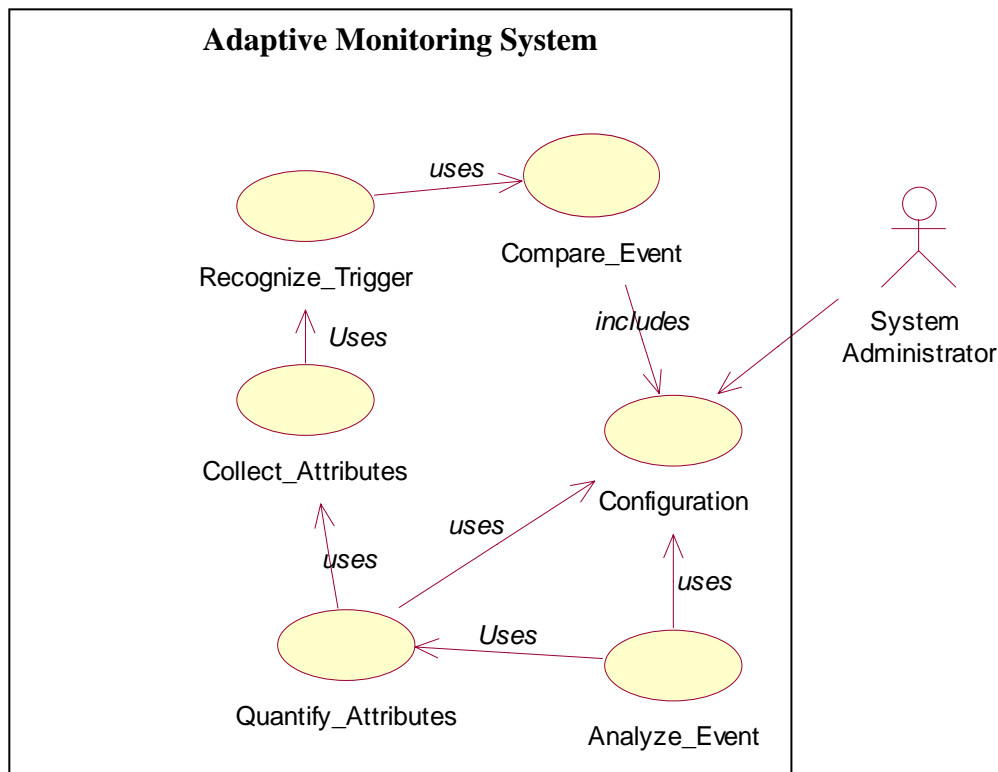 Adaptive Monitoring System
uses
Compare_Event
Recognize_Trigger
includes
System
Administrator
Uses
Collect_Attributes
Configuration
uses
uses
uses
Uses
Quantify_Attributes
Analyze_Event